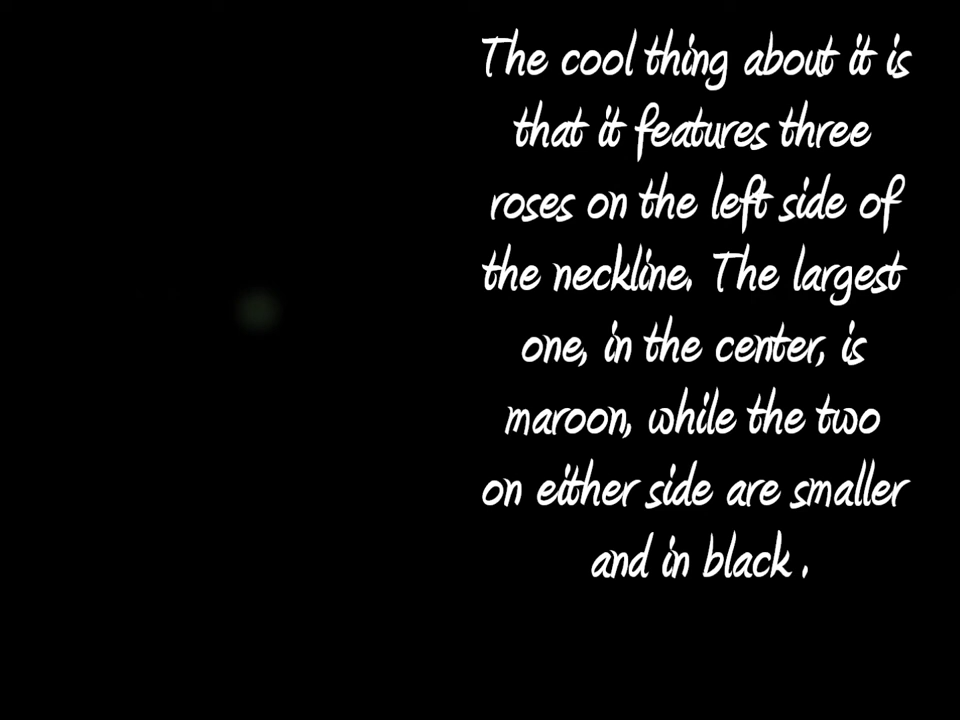 The cool thing about it is
that it features three
roses on the left side of
the neckline. The largest
one, in the center, is
maroon, while the two
on either side are smaller
and in black .